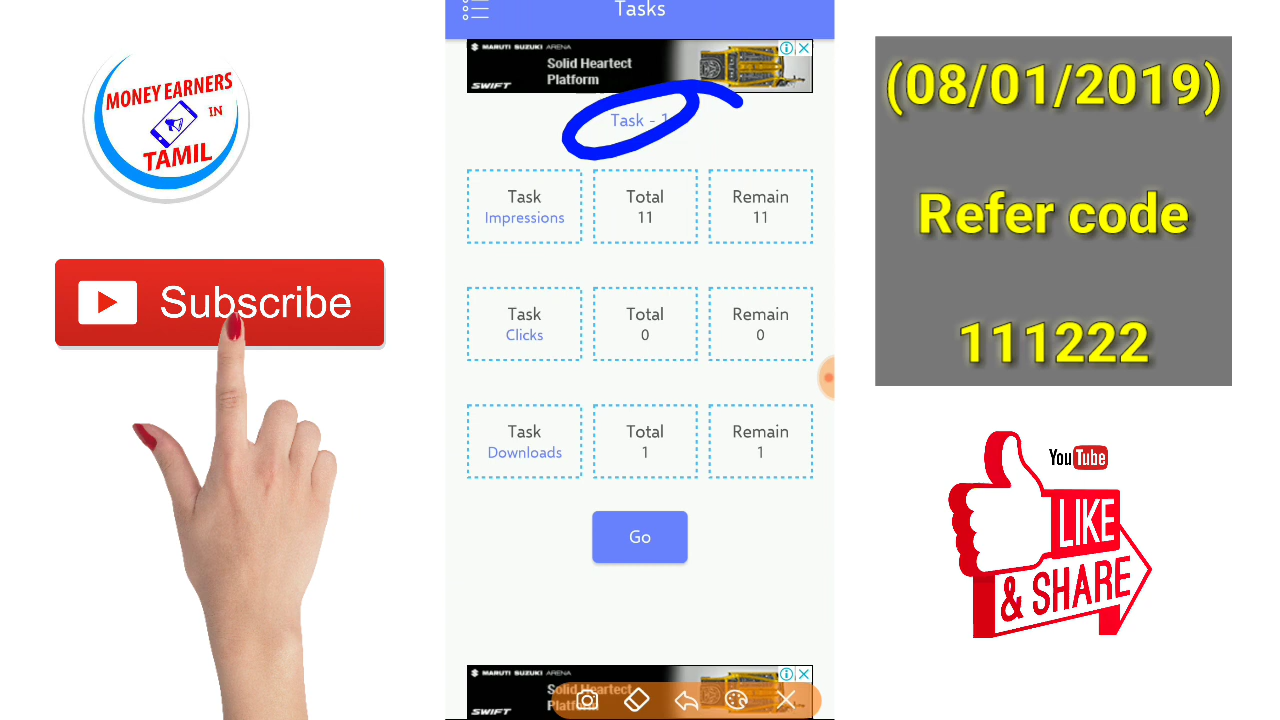 MONEY EARNERS
IN
TAMIL
Subscribe
Tasks
MARUTI SUZUKI ARENA
Solid Heartect
Platform
SWIFT
Task - 1
Task
Impressions
Total
11
Remain
11
Task
Clicks
Total
0
Remain
0
Task
Downloads
Total
1
Remain
1
Go
MARUTI SUZUKI ARENA
Solid Heartect
Platform
SWIFT
(08/01/2019)
Refer code
111222
YouTube
LIKE
& SHARE